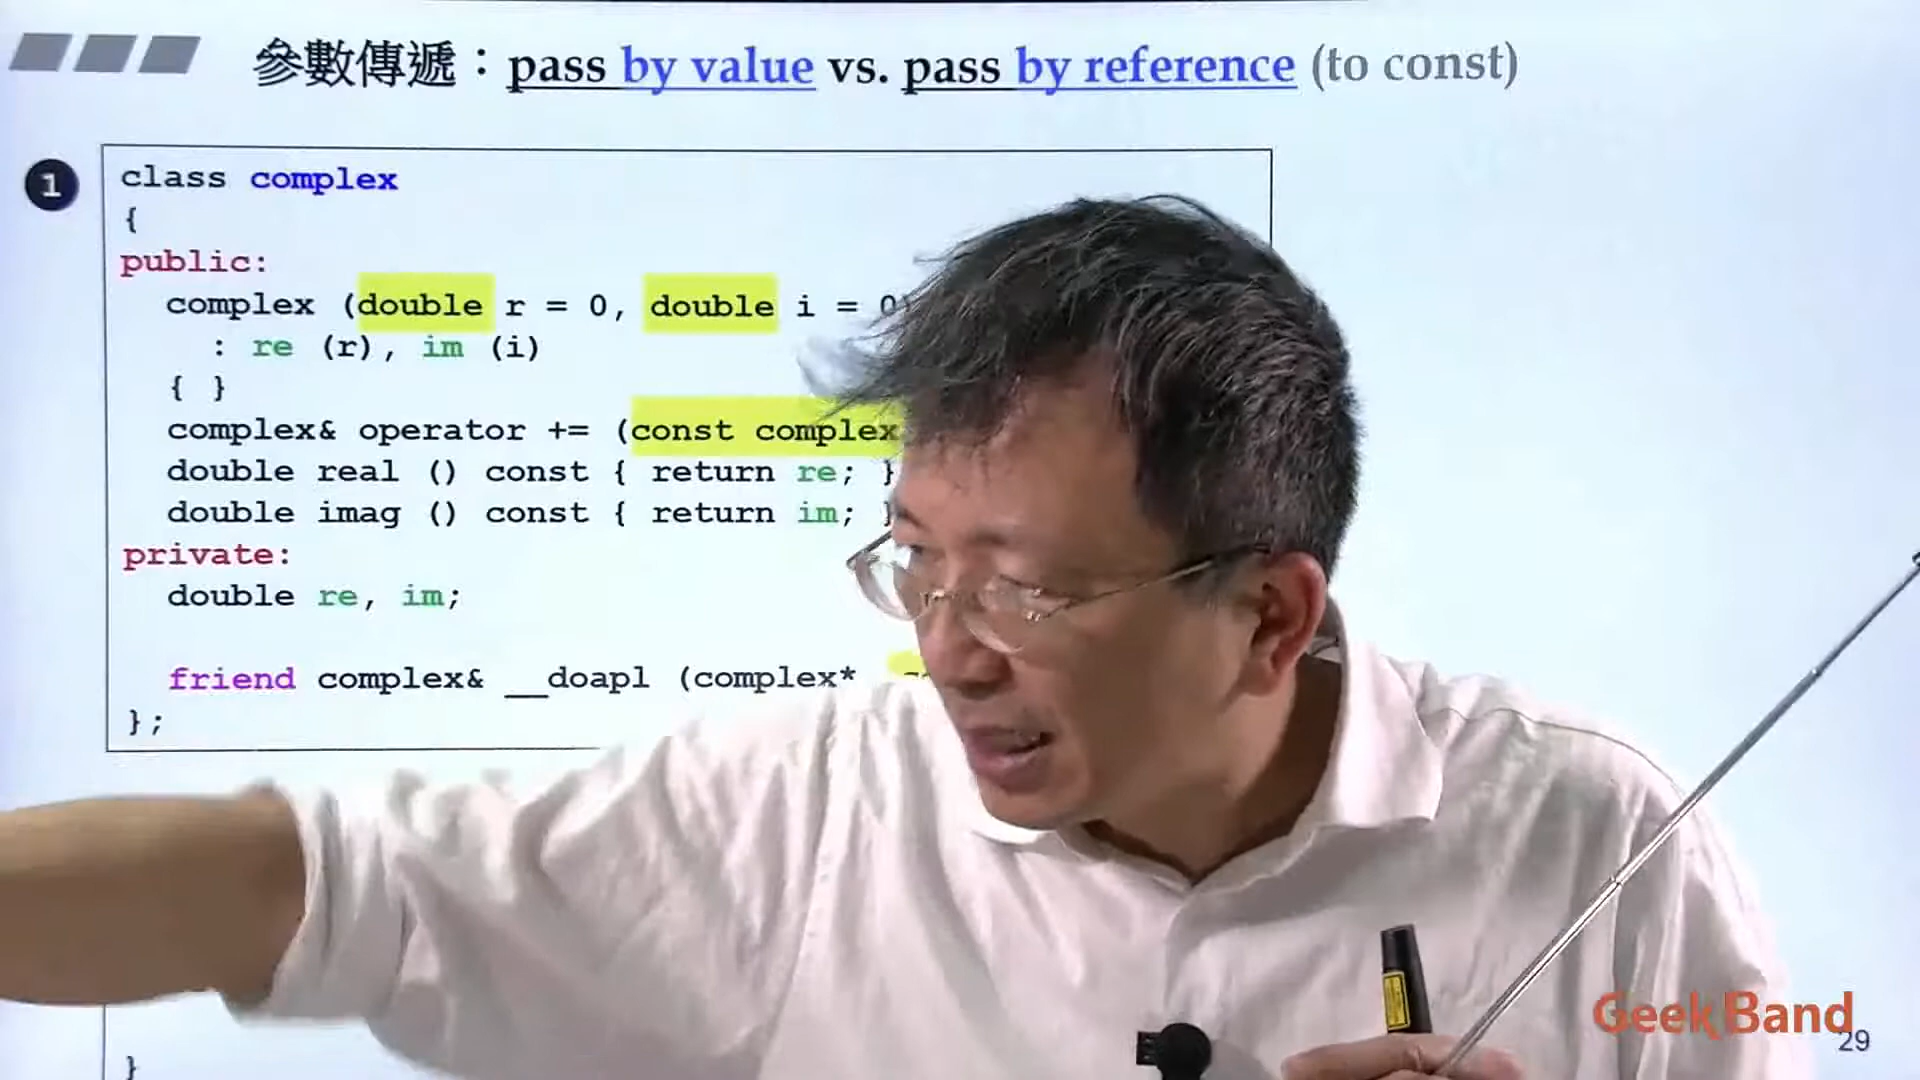 參數傳遞：pass by value vs. pass by reference (to const)
1
class complex
{
public:
complex (double r = 0, double i = 0)
: re (r), im (i)
{ }
complex& operator += (const complex
double real () const { return re; }
double imag () const { return im; }
private:
double re, im;
friend complex& __doapl (complex*
};
}
GeekBand
29